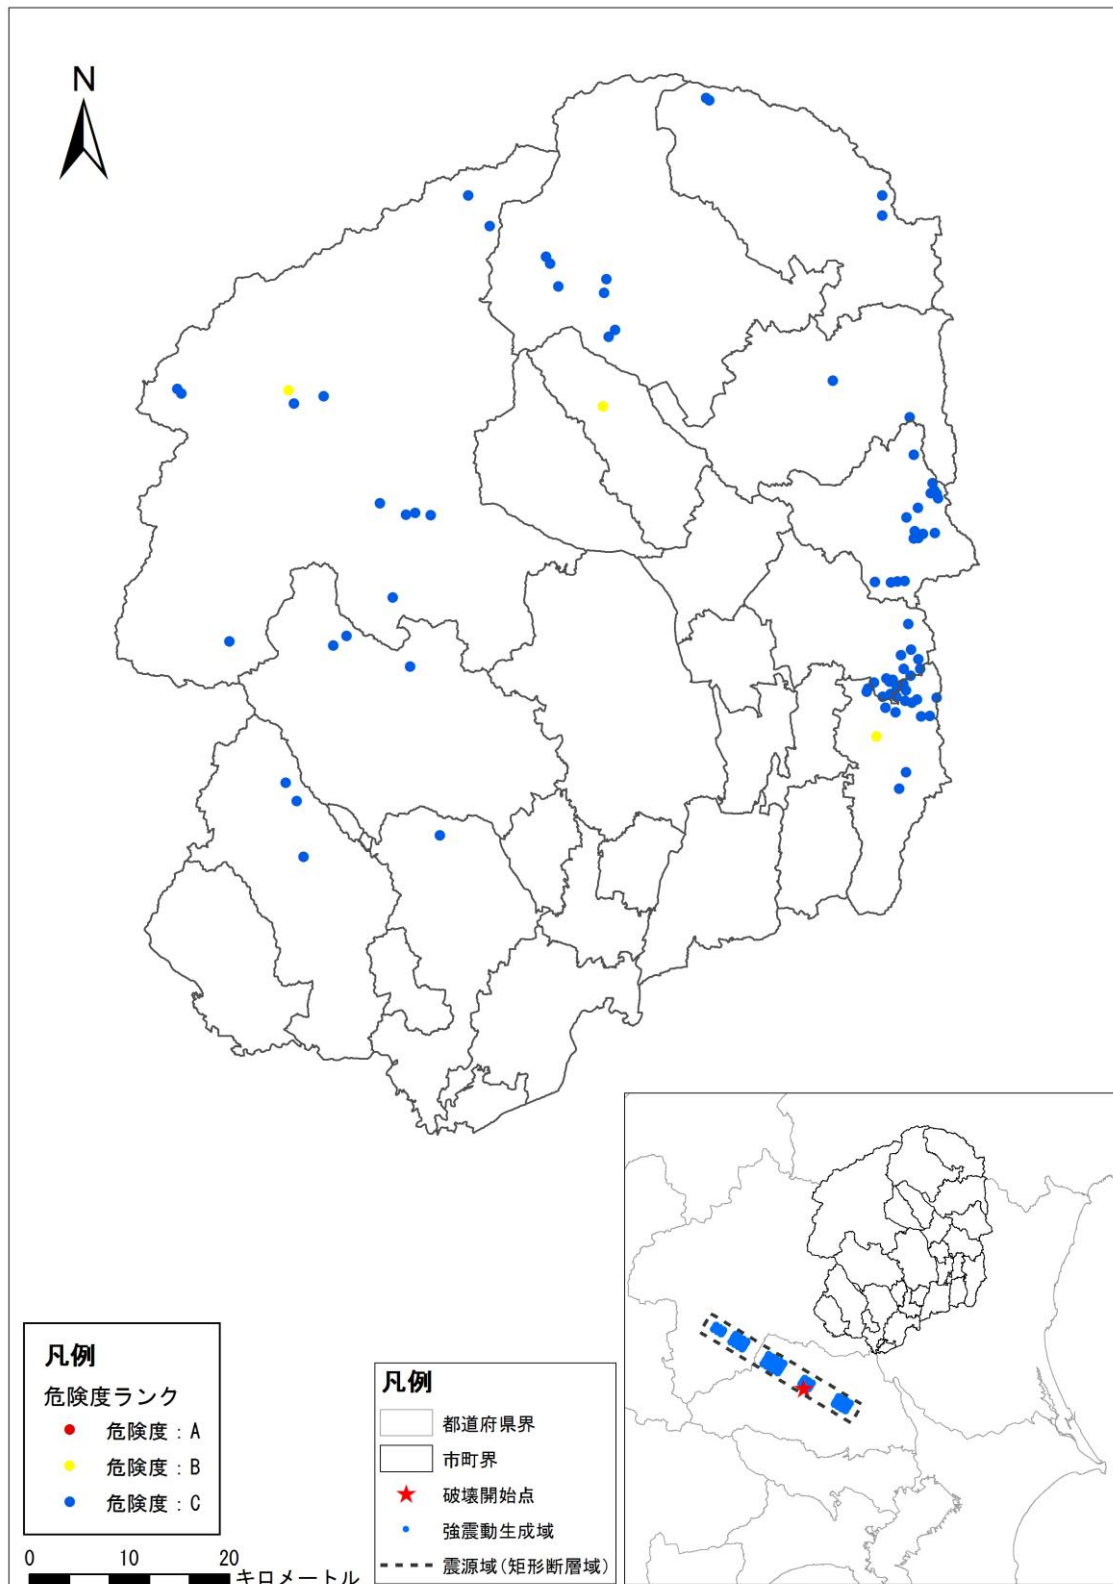 N
凡例
危険度ランク
危険度：A
危険度：B
危険度：C
0 10 20
キロメートル
凡例
都道府県界
市町界
破壊開始点
強震動生成域
震源域(矩形断層域)